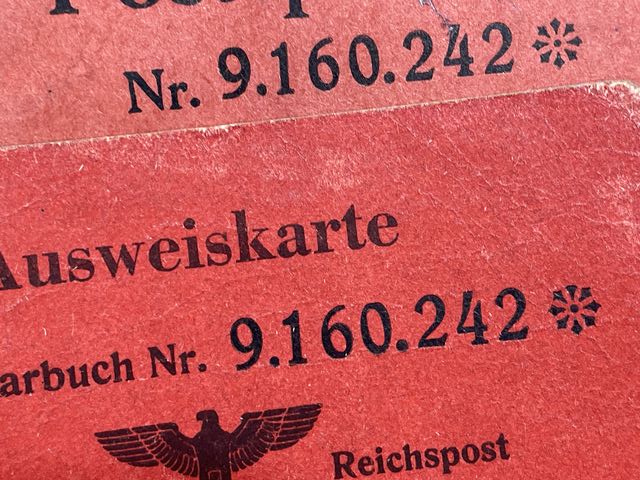 Nr. 9.160.242
Ausweiskarte
arbuch Nr. 9.160.242
Reichspost